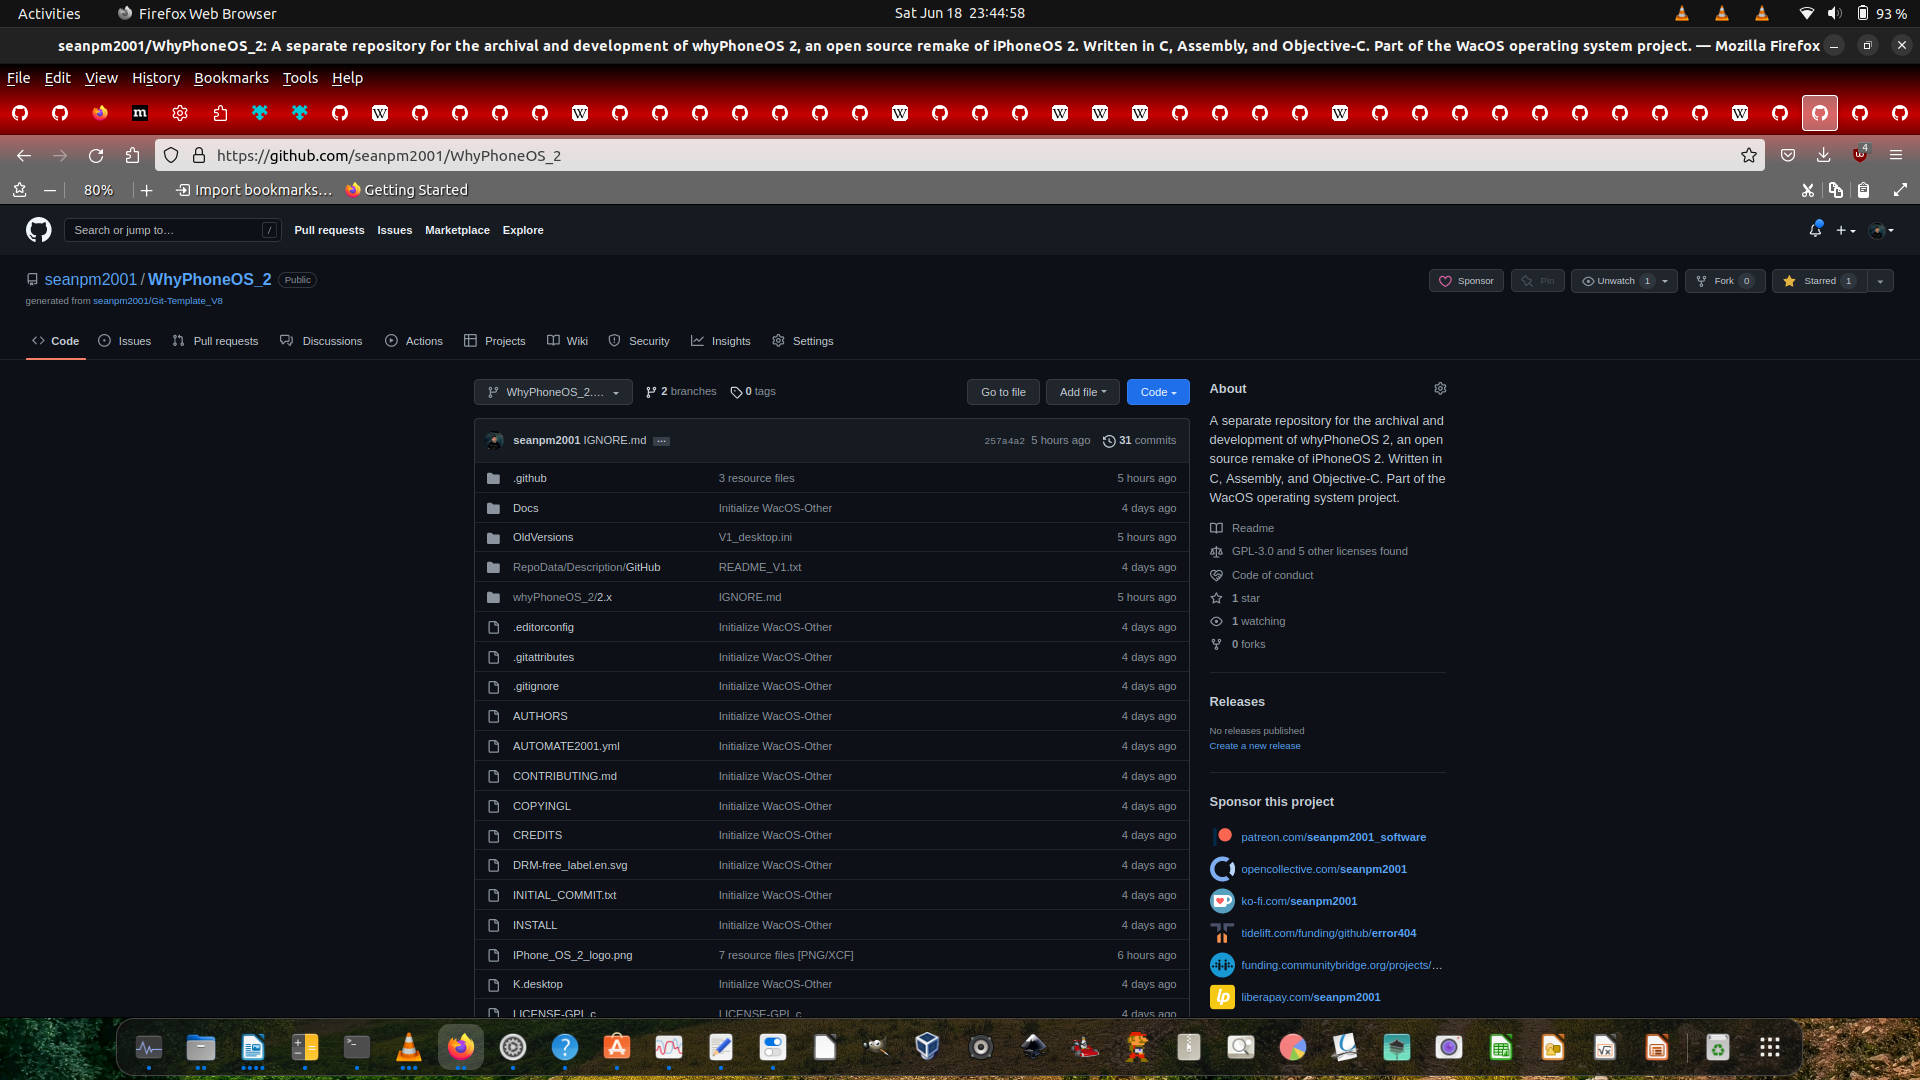 Activities Firefox Web Browser Sat Jun 18 23:44:58 93 %
seanpm2001/WhyPhoneOS_2: A separate repository for the archival and development of whyPhoneOS 2, an open source remake of iPhoneOS 2. Written in C, Assembly, and Objective-C. Part of the WacOS operating system project. — Mozilla Firefox
File Edit View History Bookmarks Tools Help
https://github.com/seanpm2001/WhyPhoneOS_2 4
80% Import bookmarks… Getting Started
Search or jump to… / Pull requests Issues Marketplace Explore
seanpm2001 / WhyPhoneOS_2 Public Sponsor Pin Unwatch 1 Fork 0 Starred 1
generated from seanpm2001/Git-Template_V8
Code Issues Pull requests Discussions Actions Projects Wiki Security Insights Settings
WhyPhoneOS_2.… 2 branches 0 tags Go to file Add file Code
seanpm2001 IGNORE.md … 257a4a2 5 hours ago 31 commits
.github 3 resource files 5 hours ago
Docs Initialize WacOS-Other 4 days ago
OldVersions V1_desktop.ini 5 hours ago
RepoData/Description/GitHub README_V1.txt 4 days ago
whyPhoneOS_2/2.x IGNORE.md 5 hours ago
.editorconfig Initialize WacOS-Other 4 days ago
.gitattributes Initialize WacOS-Other 4 days ago
.gitignore Initialize WacOS-Other 4 days ago
AUTHORS Initialize WacOS-Other 4 days ago
AUTOMATE2001.yml Initialize WacOS-Other 4 days ago
CONTRIBUTING.md Initialize WacOS-Other 4 days ago
COPYINGL Initialize WacOS-Other 4 days ago
CREDITS Initialize WacOS-Other 4 days ago
DRM-free_label.en.svg Initialize WacOS-Other 4 days ago
INITIAL_COMMIT.txt Initialize WacOS-Other 4 days ago
INSTALL Initialize WacOS-Other 4 days ago
IPhone_OS_2_logo.png 7 resource files [PNG/XCF] 6 hours ago
K.desktop Initialize WacOS-Other 4 days ago
LICENSE-GPL.c LICENSE-GPL.c 4 days ago
About
A separate repository for the archival and
development of whyPhoneOS 2, an open
source remake of iPhoneOS 2. Written in
C, Assembly, and Objective-C. Part of the
WacOS operating system project.
Readme
GPL-3.0 and 5 other licenses found
Code of conduct
1 star
1 watching
0 forks
Releases
No releases published
Create a new release
Sponsor this project
patreon.com/seanpm2001_software
opencollective.com/seanpm2001
ko-fi.com/seanpm2001
tidelift.com/funding/github/error404
funding.communitybridge.org/projects/…
liberapay.com/seanpm2001